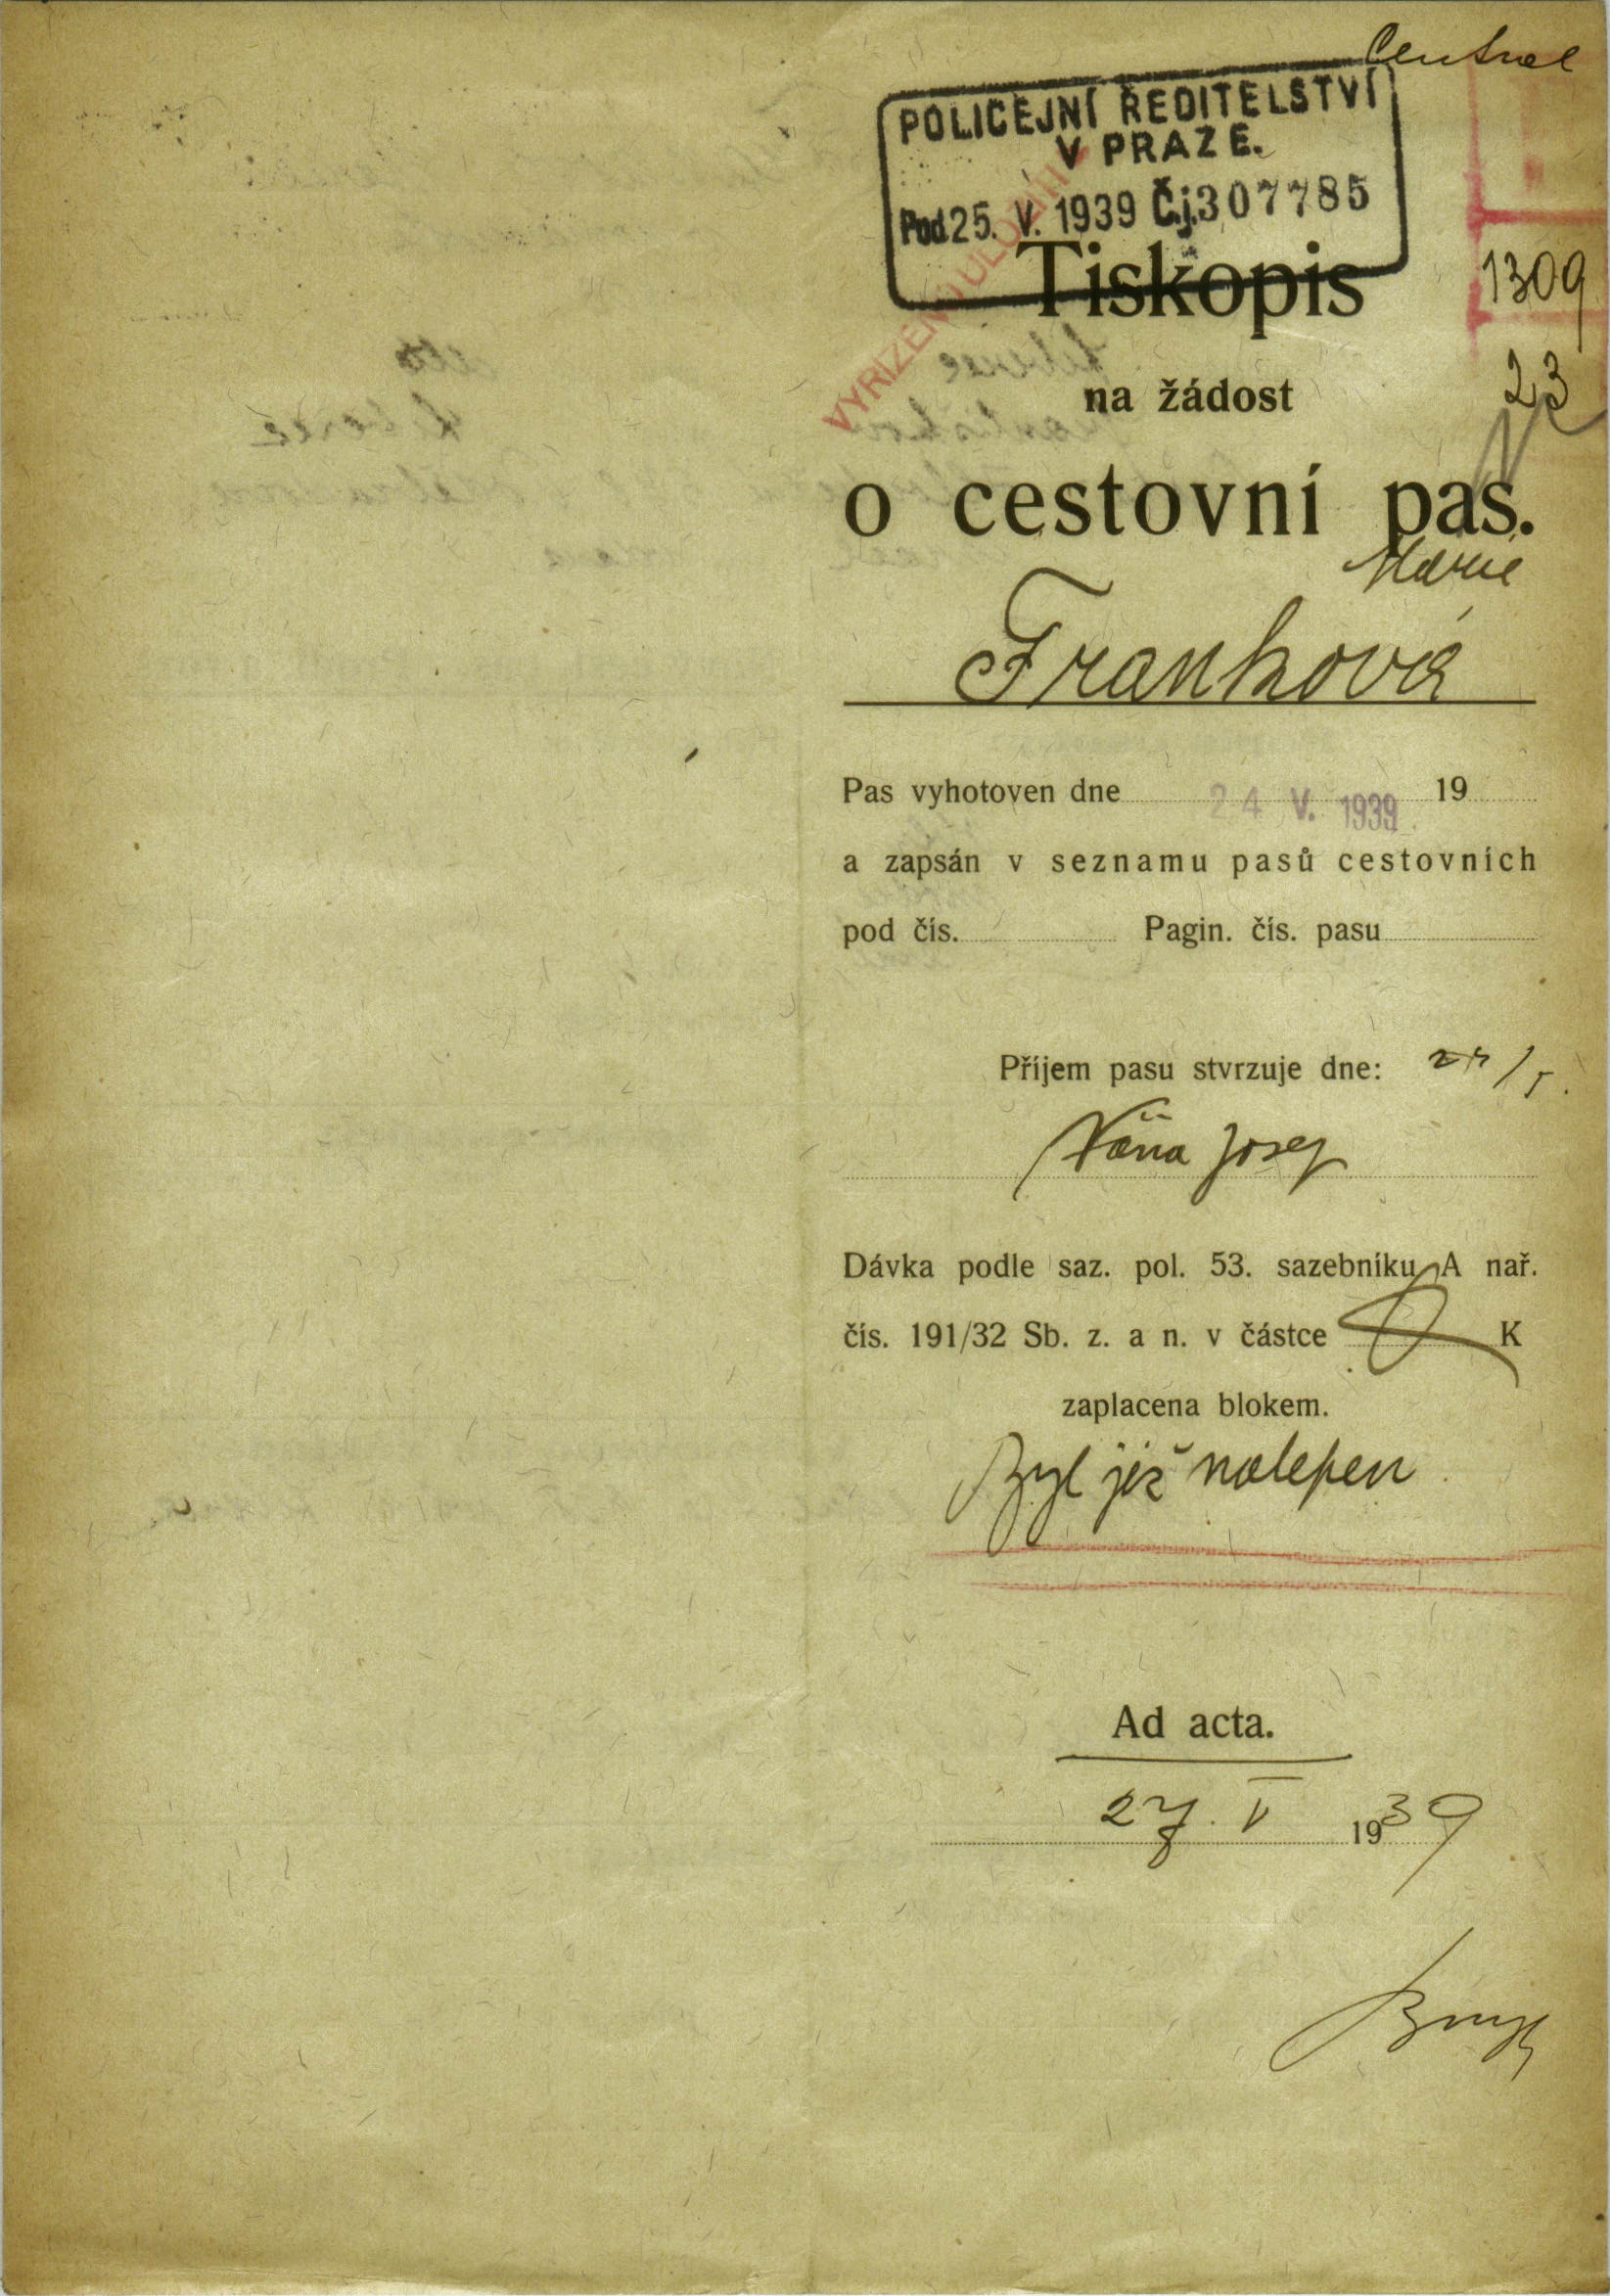 Central
POLICEJNÍ ŘEDITELSTVÍ
V PRAZE.
Pod 25. V. 1939 Č.j. 307785
VYŘÍZENO
Tiskopis
1309
na žádost
23
o cestovní pas.
Marie
Franková
Pas vyhotoven dne 24 V. 1939 19
a zapsán v seznamu pasů cestovních
pod čís. Pagin. čís. pasu
Příjem pasu stvrzuje dne:
Váňa Josef
Dávka podle saz. pol. 53. sazebníku A nař.
čís. 191/32 Sb. z. a n. v částce K
zaplacena blokem.
Byl již nalepen
Ad acta.
27. V 1939